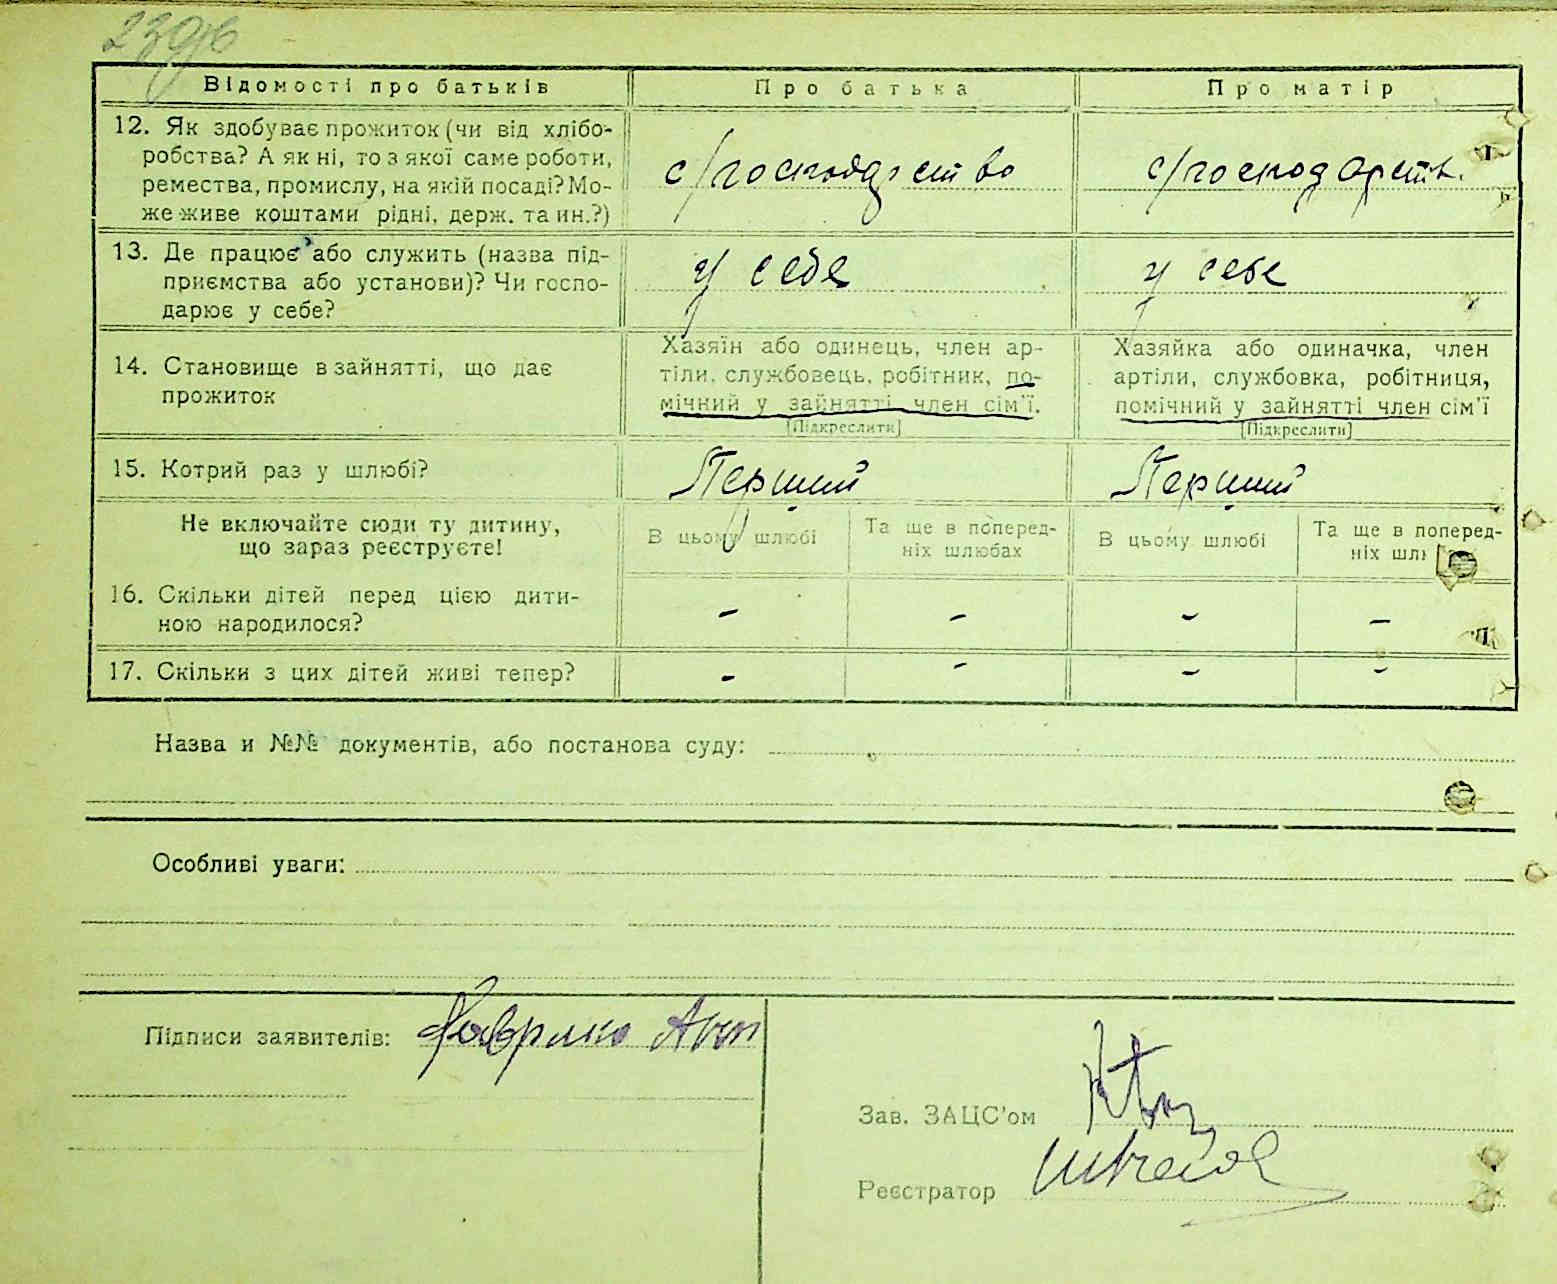 Відомості про батьків Про батька Про матір
12. Як здобуває прожиток (чи від хлібо-
робства? А як ні, то з якої саме роботи,
ремества, промислу, на якій посаді? Мо-
же живе коштами рідні, держ. та ин.?)
с/господарство с/господарств.
13. Де працює або служить (назва під-
приємства або установи)? Чи госпо-
дарює у себе?
у себе у себе
14. Становище в зайнятті, що дає
прожиток
Хазяїн або одинець, член ар-
тіли, службовець, робітник, по-
мічний у зайнятті член сім'ї.
[Підкреслити]
Хазяйка або одиначка, член
артіли, службовка, робітниця,
помічний у зайнятті член сім'ї
[Підкреслити]
15. Котрий раз у шлюбі? Перший Перший
Не включайте сюди ту дитину,
що зараз реєструєте!
В цьому шлюбі
Та ще в поперед-
ніх шлюбах
В цьому шлюбі
Та ще в поперед-
ніх
16. Скільки дітей перед цією дити-
ною народилося?
- - - -
17. Скільки з цих дітей живі тепер? - - - -
Назва и №№ документів, або постанова суду:
Особливі уваги:
Підписи заявителів:
Зав. ЗАЦС'ом
Реєстратор